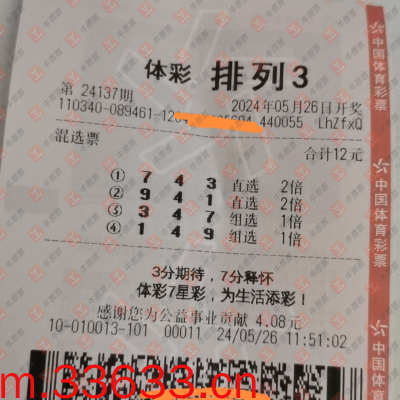 体彩 排列3
第 24137期 2024年05月26日开奖
110340-089461-120 440055 LhZfxQ
混选票 合计12元
① 7 4 3 直选 2倍
② 9 4 1 直选 2倍
③ 3 4 7 组选 1倍
④ 1 4 9 组选 1倍
3分期待，7分释怀
体彩7星彩，为生活添彩！
感谢您为公益事业贡献 4.08元
10-010013-101 00011 24/05/26 11:51:02
m.33633.cn
中国体育彩票
中国体育彩票
中国体育彩票